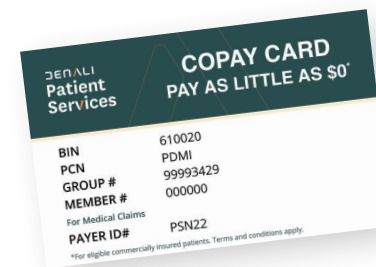 DENALI
Patient
Services
COPAY CARD
PAY AS LITTLE AS $0*
BIN 610020
PCN PDMI
GROUP # 99993429
MEMBER # 000000
For Medical Claims
PAYER ID# PSN22
*For eligible commercially insured patients. Terms and conditions apply.